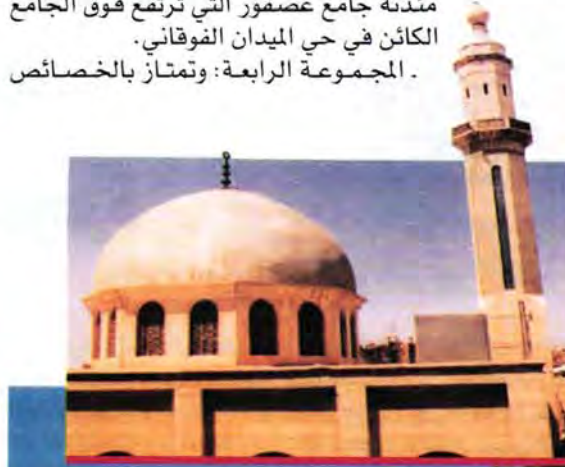 مئذنة جامع عصفور التي ترتفع فوق الجامع
الكائن في حي الميدان الفوقاني.
. المجموعة الرابعة: وتمتاز بالخصائص